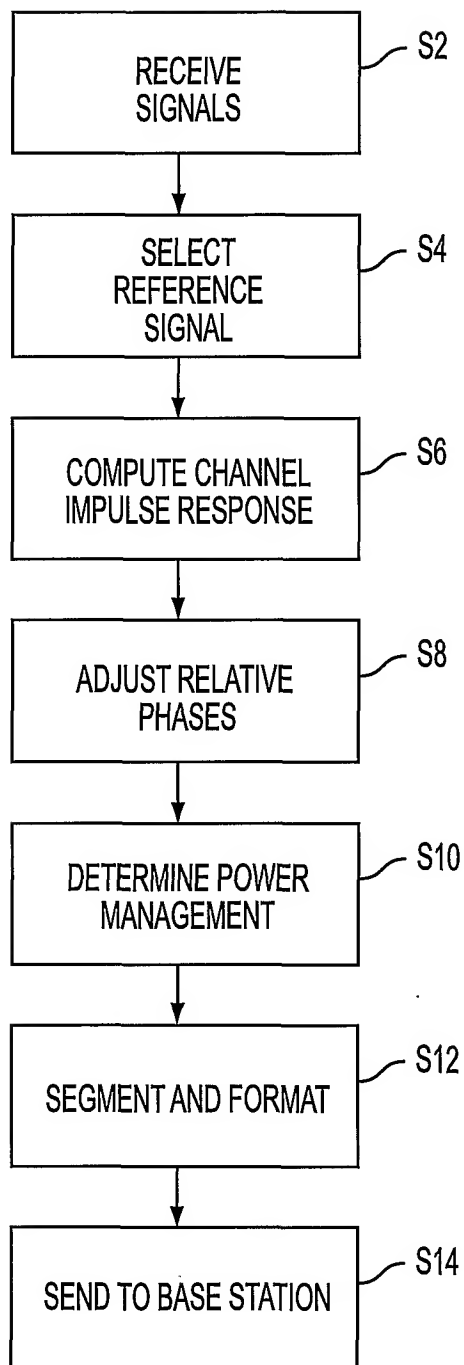 RECEIVE
SIGNALS
S2
SELECT
REFERENCE
SIGNAL
S4
COMPUTE CHANNEL
IMPULSE RESPONSE
S6
ADJUST RELATIVE
PHASES
S8
DETERMINE POWER
MANAGEMENT
S10
SEGMENT AND FORMAT
S12
SEND TO BASE STATION
S14